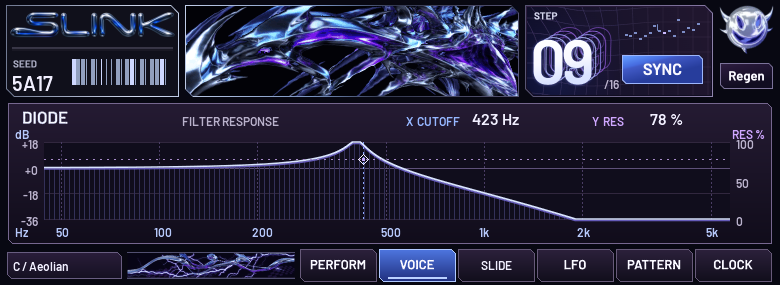 SLINK
SEED
5A17
STEP
09
/16
SYNC
Regen
DIODE
FILTER RESPONSE
X CUTOFF 423 Hz
Y RES 78 %
dB
RES %
+18
100
+0
50
-18
-36
0
Hz 50 100 200 500 1k 2k 5k
C / Aeolian
PERFORM
VOICE
SLIDE
LFO
PATTERN
CLOCK